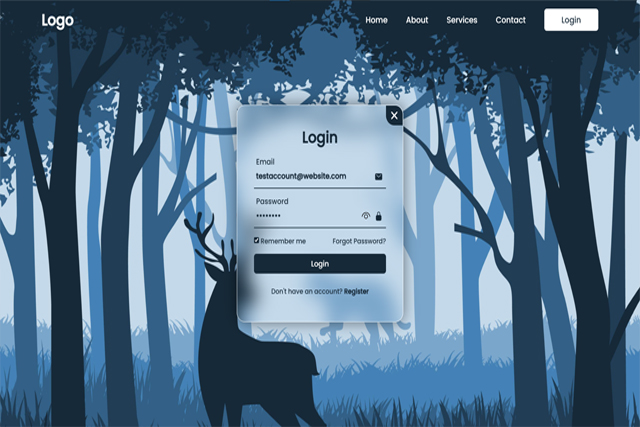 Logo
Home About Services Contact Login
Login
Email
testaccount@website.com
Password
••••••••
Remember me Forgot Password?
Login
Don't have an account? Register